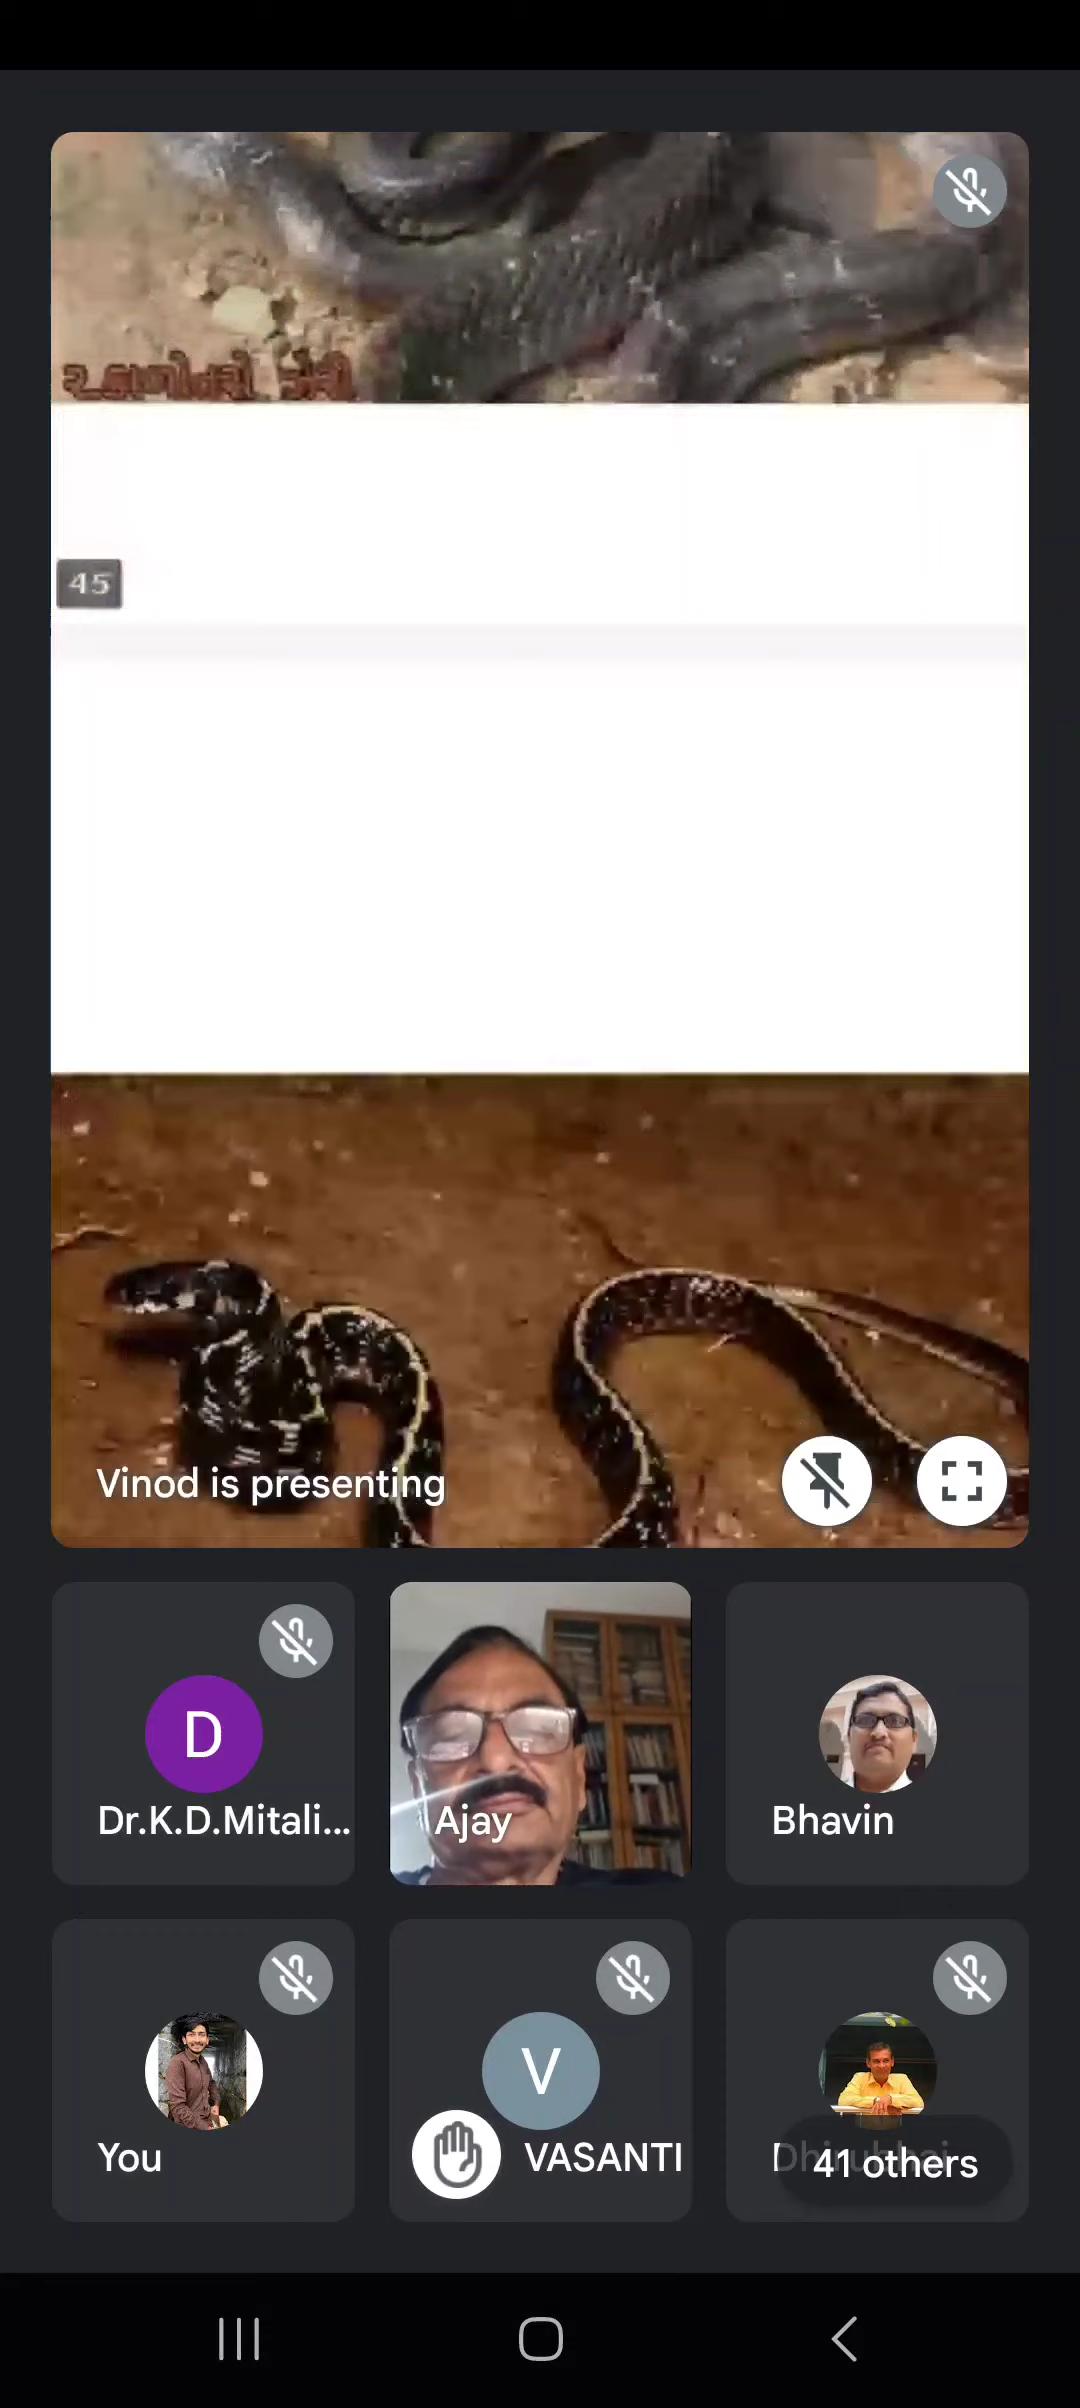 45
Vinod is presenting
Dr.K.D.Mitali...
Ajay
Bhavin
D
You
V
VASANTI
41 others